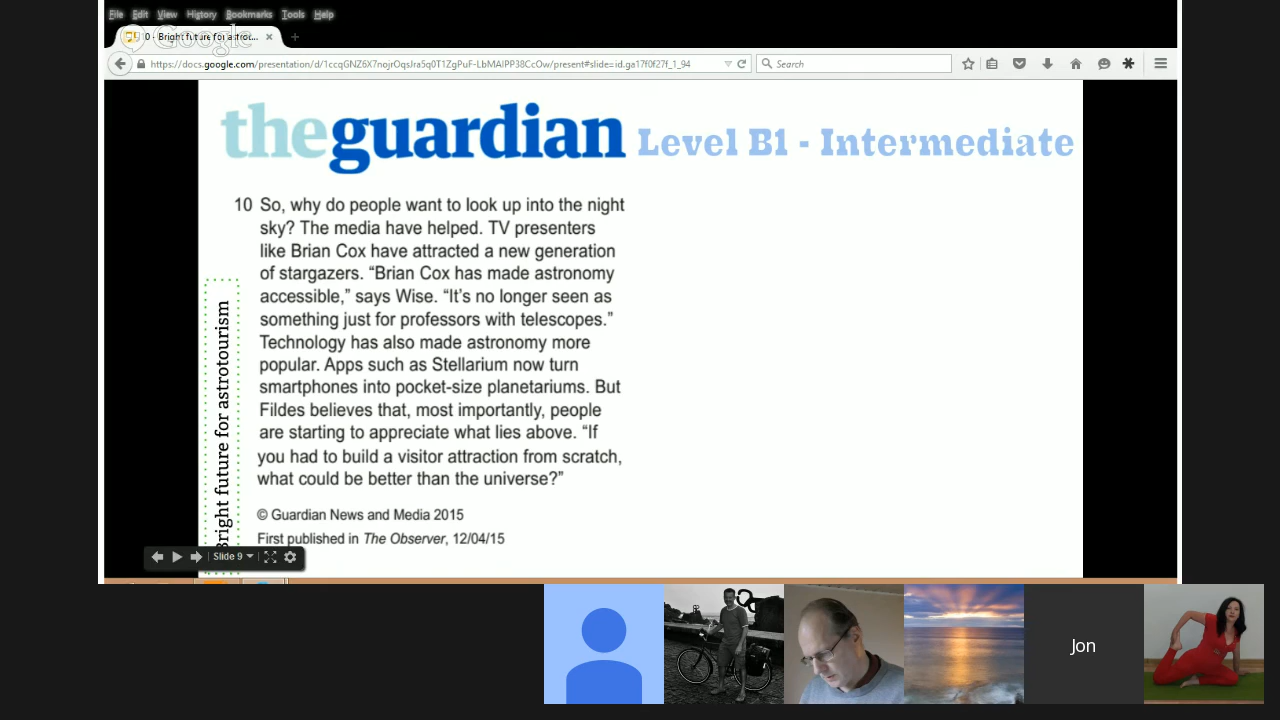 File Edit View History Bookmarks Tools Help
Google
10 - Bright future for astrot...
https://docs.google.com/presentation/d/1ccqGNZ6X7nojrOqsJra5q0T1ZgPuF-LbMAIPP38CcOw/present#slide=id.ga17f0f27f_1_94
Search
theguardian Level B1 - Intermediate
10 So, why do people want to look up into the night
sky? The media have helped. TV presenters
like Brian Cox have attracted a new generation
of stargazers. “Brian Cox has made astronomy
accessible,” says Wise. “It’s no longer seen as
something just for professors with telescopes.”
Technology has also made astronomy more
popular. Apps such as Stellarium now turn
smartphones into pocket-size planetariums. But
Fildes believes that, most importantly, people
are starting to appreciate what lies above. “If
you had to build a visitor attraction from scratch,
what could be better than the universe?”
© Guardian News and Media 2015
First published in The Observer, 12/04/15
Bright future for astrotourism
Slide 9
Jon